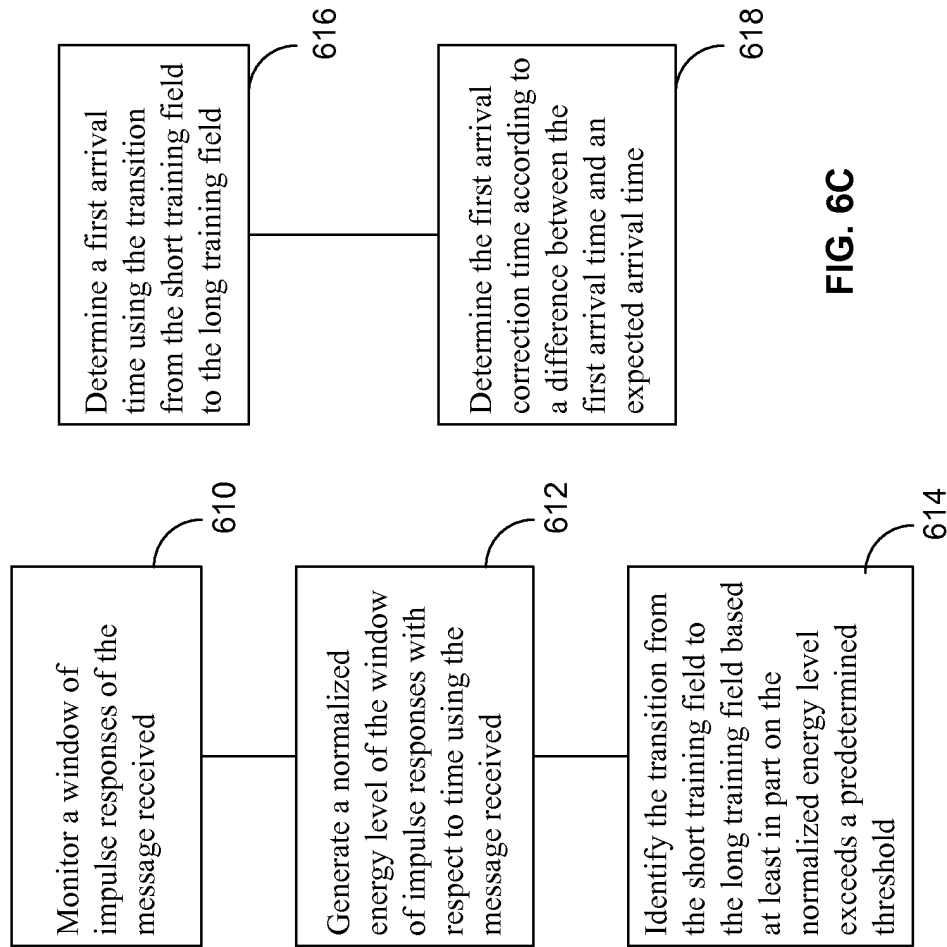 Monitor a window of
impulse responses of the
message received
610
Generate a normalized
energy level of the window
of impulse responses with
respect to time using the
message received
612
Identify the transition from
the short training field to
the long training field based
at least in part on the
normalized energy level
exceeds a predetermined
threshold
614
Determine a first arrival
time using the transition
from the short training field
to the long training field
616
Determine the first arrival
correction time according to
a difference between the
first arrival time and an
expected arrival time
618
FIG. 6C